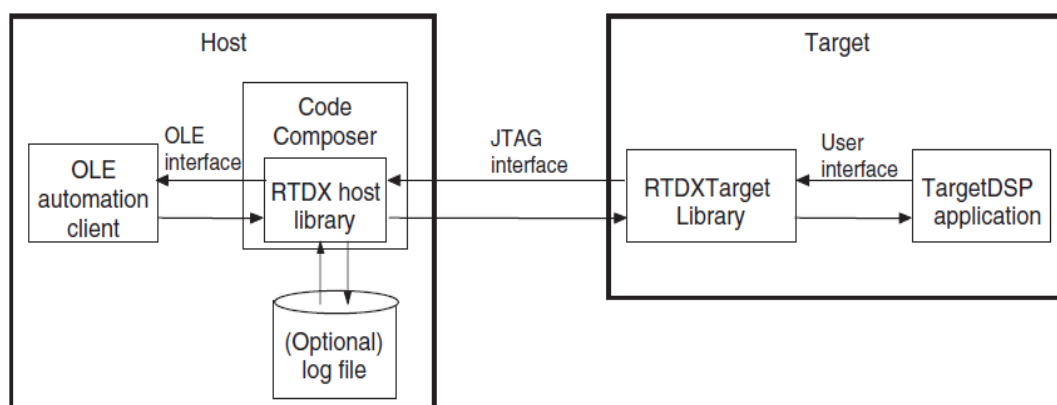 Host
Target
Code
Composer
OLE
interface
JTAG
interface
User
interface
OLE
automation
client
RTDX host
library
RTDXTarget
Library
TargetDSP
application
(Optional)
log file